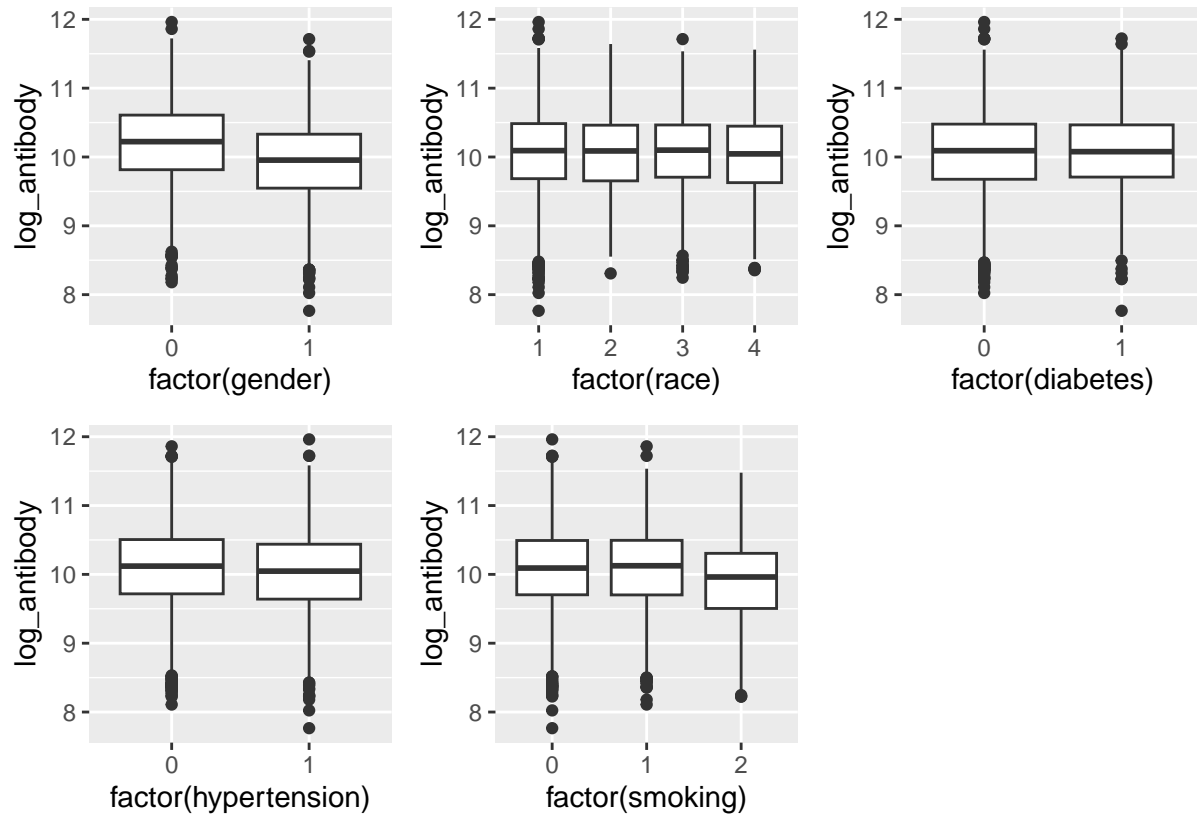 12
11
10
9
8
log_antibody
0 1
factor(gender)
12
11
10
9
8
log_antibody
1 2 3 4
factor(race)
12
11
10
9
8
log_antibody
0 1
factor(diabetes)
12
11
10
9
8
log_antibody
0 1
factor(hypertension)
12
11
10
9
8
log_antibody
0 1 2
factor(smoking)